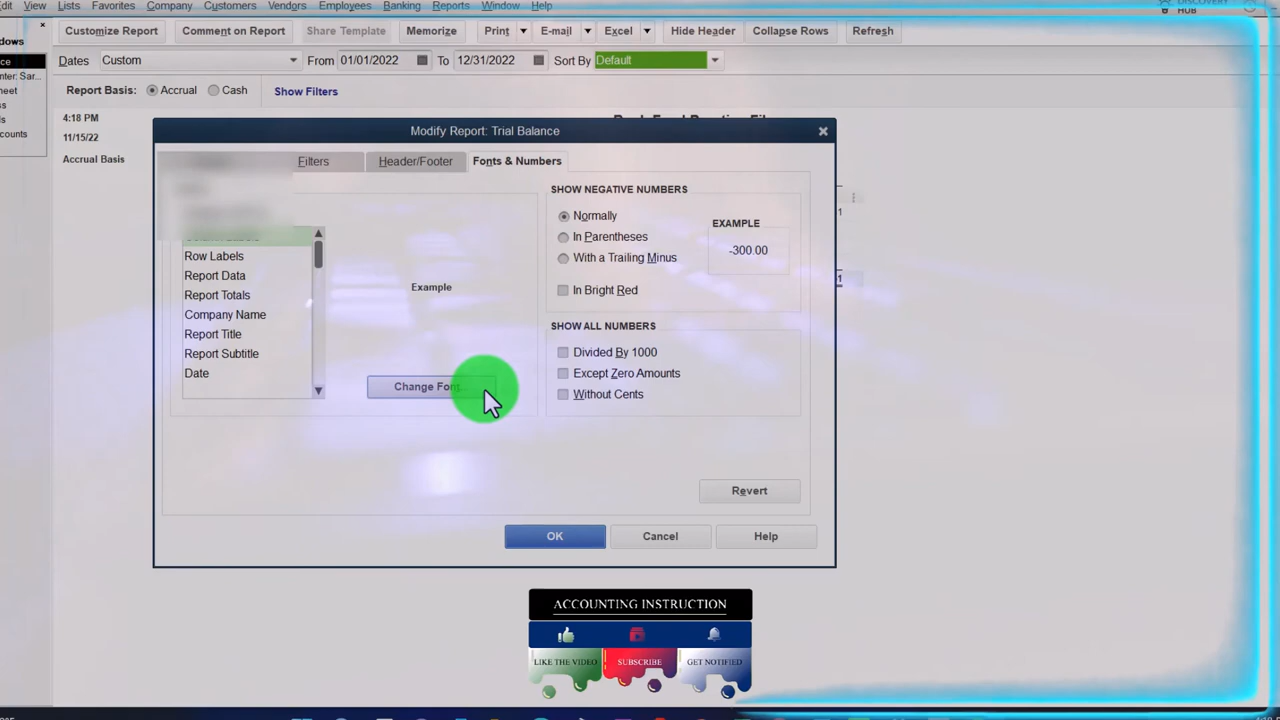 View Lists Favorites Company Customers Vendors Employees Banking Reports Window Help
HUB
Customize Report Comment on Report Share Template Memorize Print E-mail Excel Hide Header Collapse Rows Refresh
Dates Custom From 01/01/2022 To 12/31/2022 Sort By Default
Report Basis: Accrual Cash Show Filters
4:18 PM
11/15/22
Accrual Basis
Modify Report: Trial Balance
Filters Header/Footer Fonts & Numbers
Row Labels
Report Data
Report Totals
Company Name
Report Title
Report Subtitle
Date
Example
Change Font...
SHOW NEGATIVE NUMBERS
Normally
In Parentheses
With a Trailing Minus
In Bright Red
EXAMPLE
-300.00
SHOW ALL NUMBERS
Divided By 1000
Except Zero Amounts
Without Cents
Revert
OK Cancel Help
ACCOUNTING INSTRUCTION
LIKE THE VIDEO SUBSCRIBE GET NOTIFIED